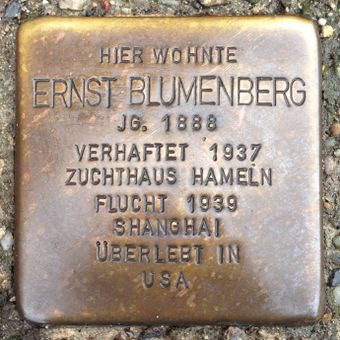 HIER WOHNTE
ERNST BLUMENBERG
JG. 1888
VERHAFTET 1937
ZUCHTHAUS HAMELN
FLUCHT 1939
SHANGHAI
ÜBERLEBT IN
USA